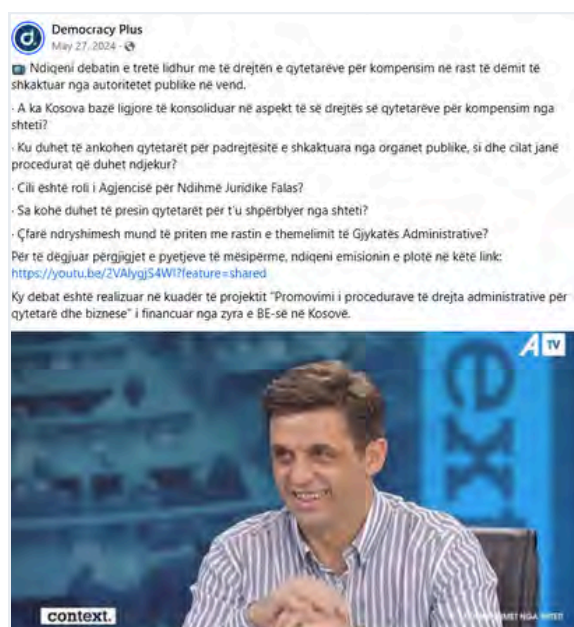 d.
Democracy Plus
May 27, 2024 ·
Ndiqeni debatin e tretë lidhur me të drejtën e qytetarëve për kompensim në rast të dëmit të
shkaktuar nga autoritetet publike në vend.
· A ka Kosova bazë ligjore të konsoliduar në aspekt të së drejtës së qytetarëve për kompensim nga
shteti?
· Ku duhet të ankohen qytetarët për padrejtësitë e shkaktuara nga organet publike, si dhe cilat janë
procedurat që duhet ndjekur?
· Cili është roli i Agjencisë për Ndihmë Juridike Falas?
· Sa kohë duhet të presin qytetarët për t'u shpërblyer nga shteti?
· Çfarë ndryshimesh mund të priten me rastin e themelimit të Gjykatës Administrative?
Për të dëgjuar përgjigjet e pyetjeve të mësipërme, ndiqeni emisionin e plotë në këtë link:
https://youtu.be/2VAlygjS4WI?feature=shared
Ky debat është realizuar në kuadër të projektit "Promovimi i procedurave të drejta administrative për
qytetarë dhe biznese" i financuar nga zyra e BE-së në Kosovë.
A TV
ext
context.
NGA SHTETI